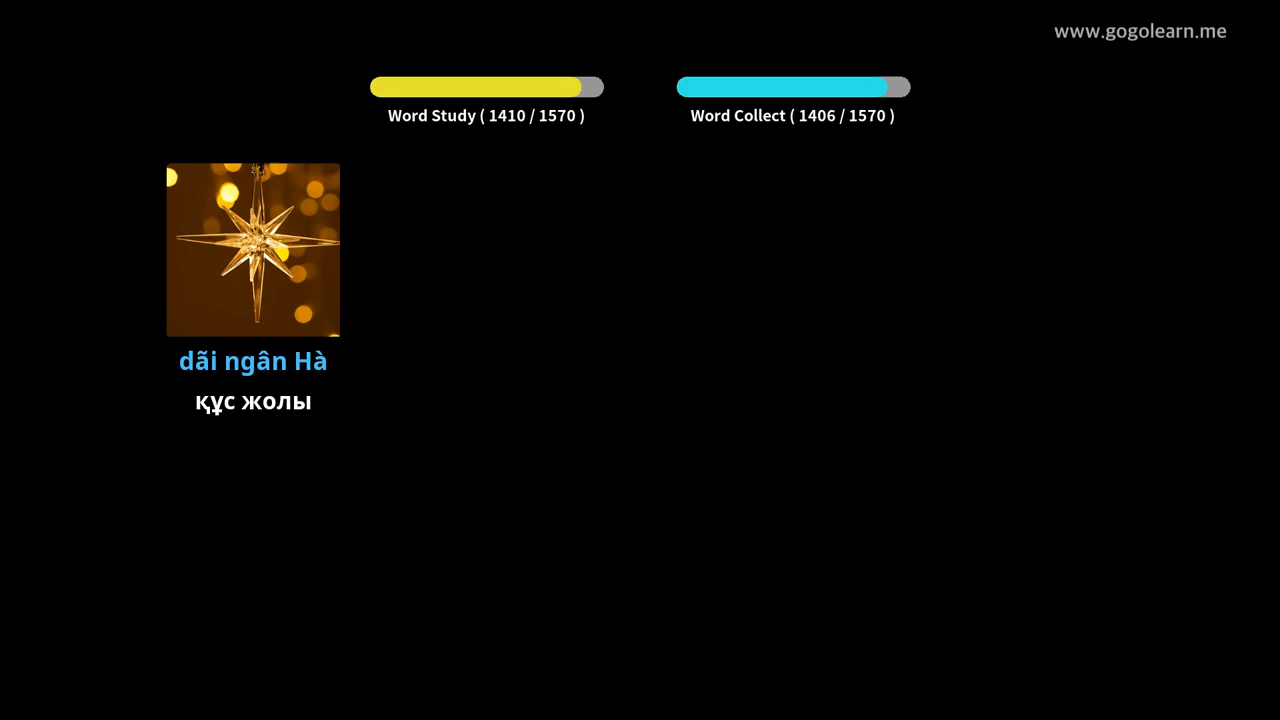 www.gogolearn.me
Word Study ( 1410 / 1570 )
Word Collect ( 1406 / 1570 )
dãi ngân Hà
құс жолы